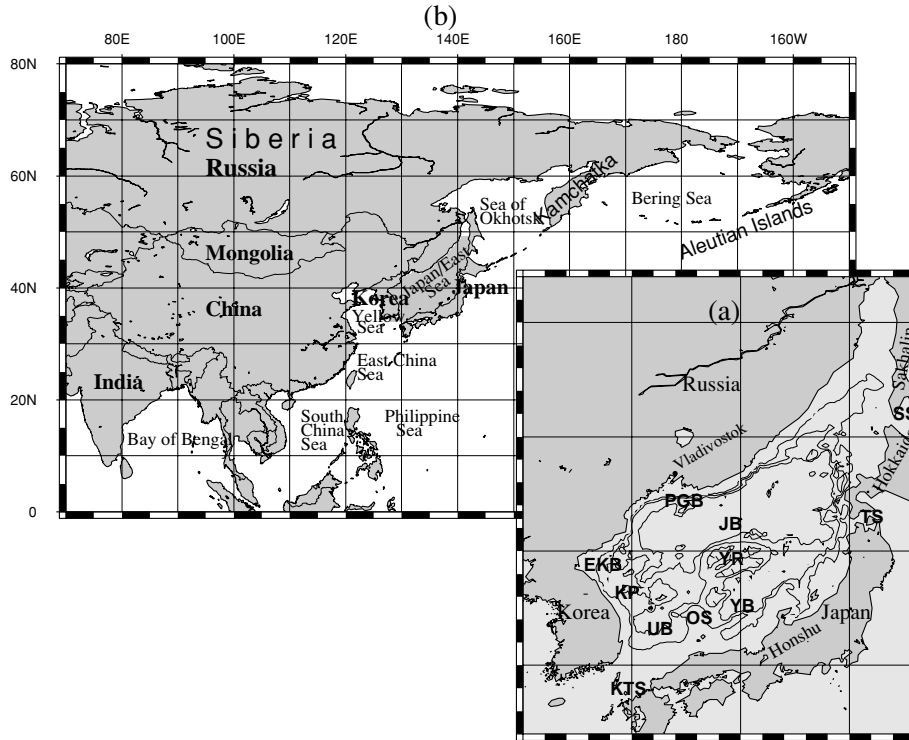 (b)
80E 100E 120E 140E 160E 180 160W
80N
60N
40N
20N
0
Siberia
Russia
Mongolia
China
India
Korea
Japan
Kamchatka
Sea of
Okhotsk
Bering Sea
Aleutian Islands
Japan/East
Sea
Yellow
Sea
East China
Sea
South
China
Sea
Philippine
Sea
Bay of Bengal
(a)
Russia
Sakhalin
SS
Vladivostok
Hokkaid
PGB
JB
TS
EKB
YR
KP
YB
Korea
UB
OS
Japan
Honshu
KTS